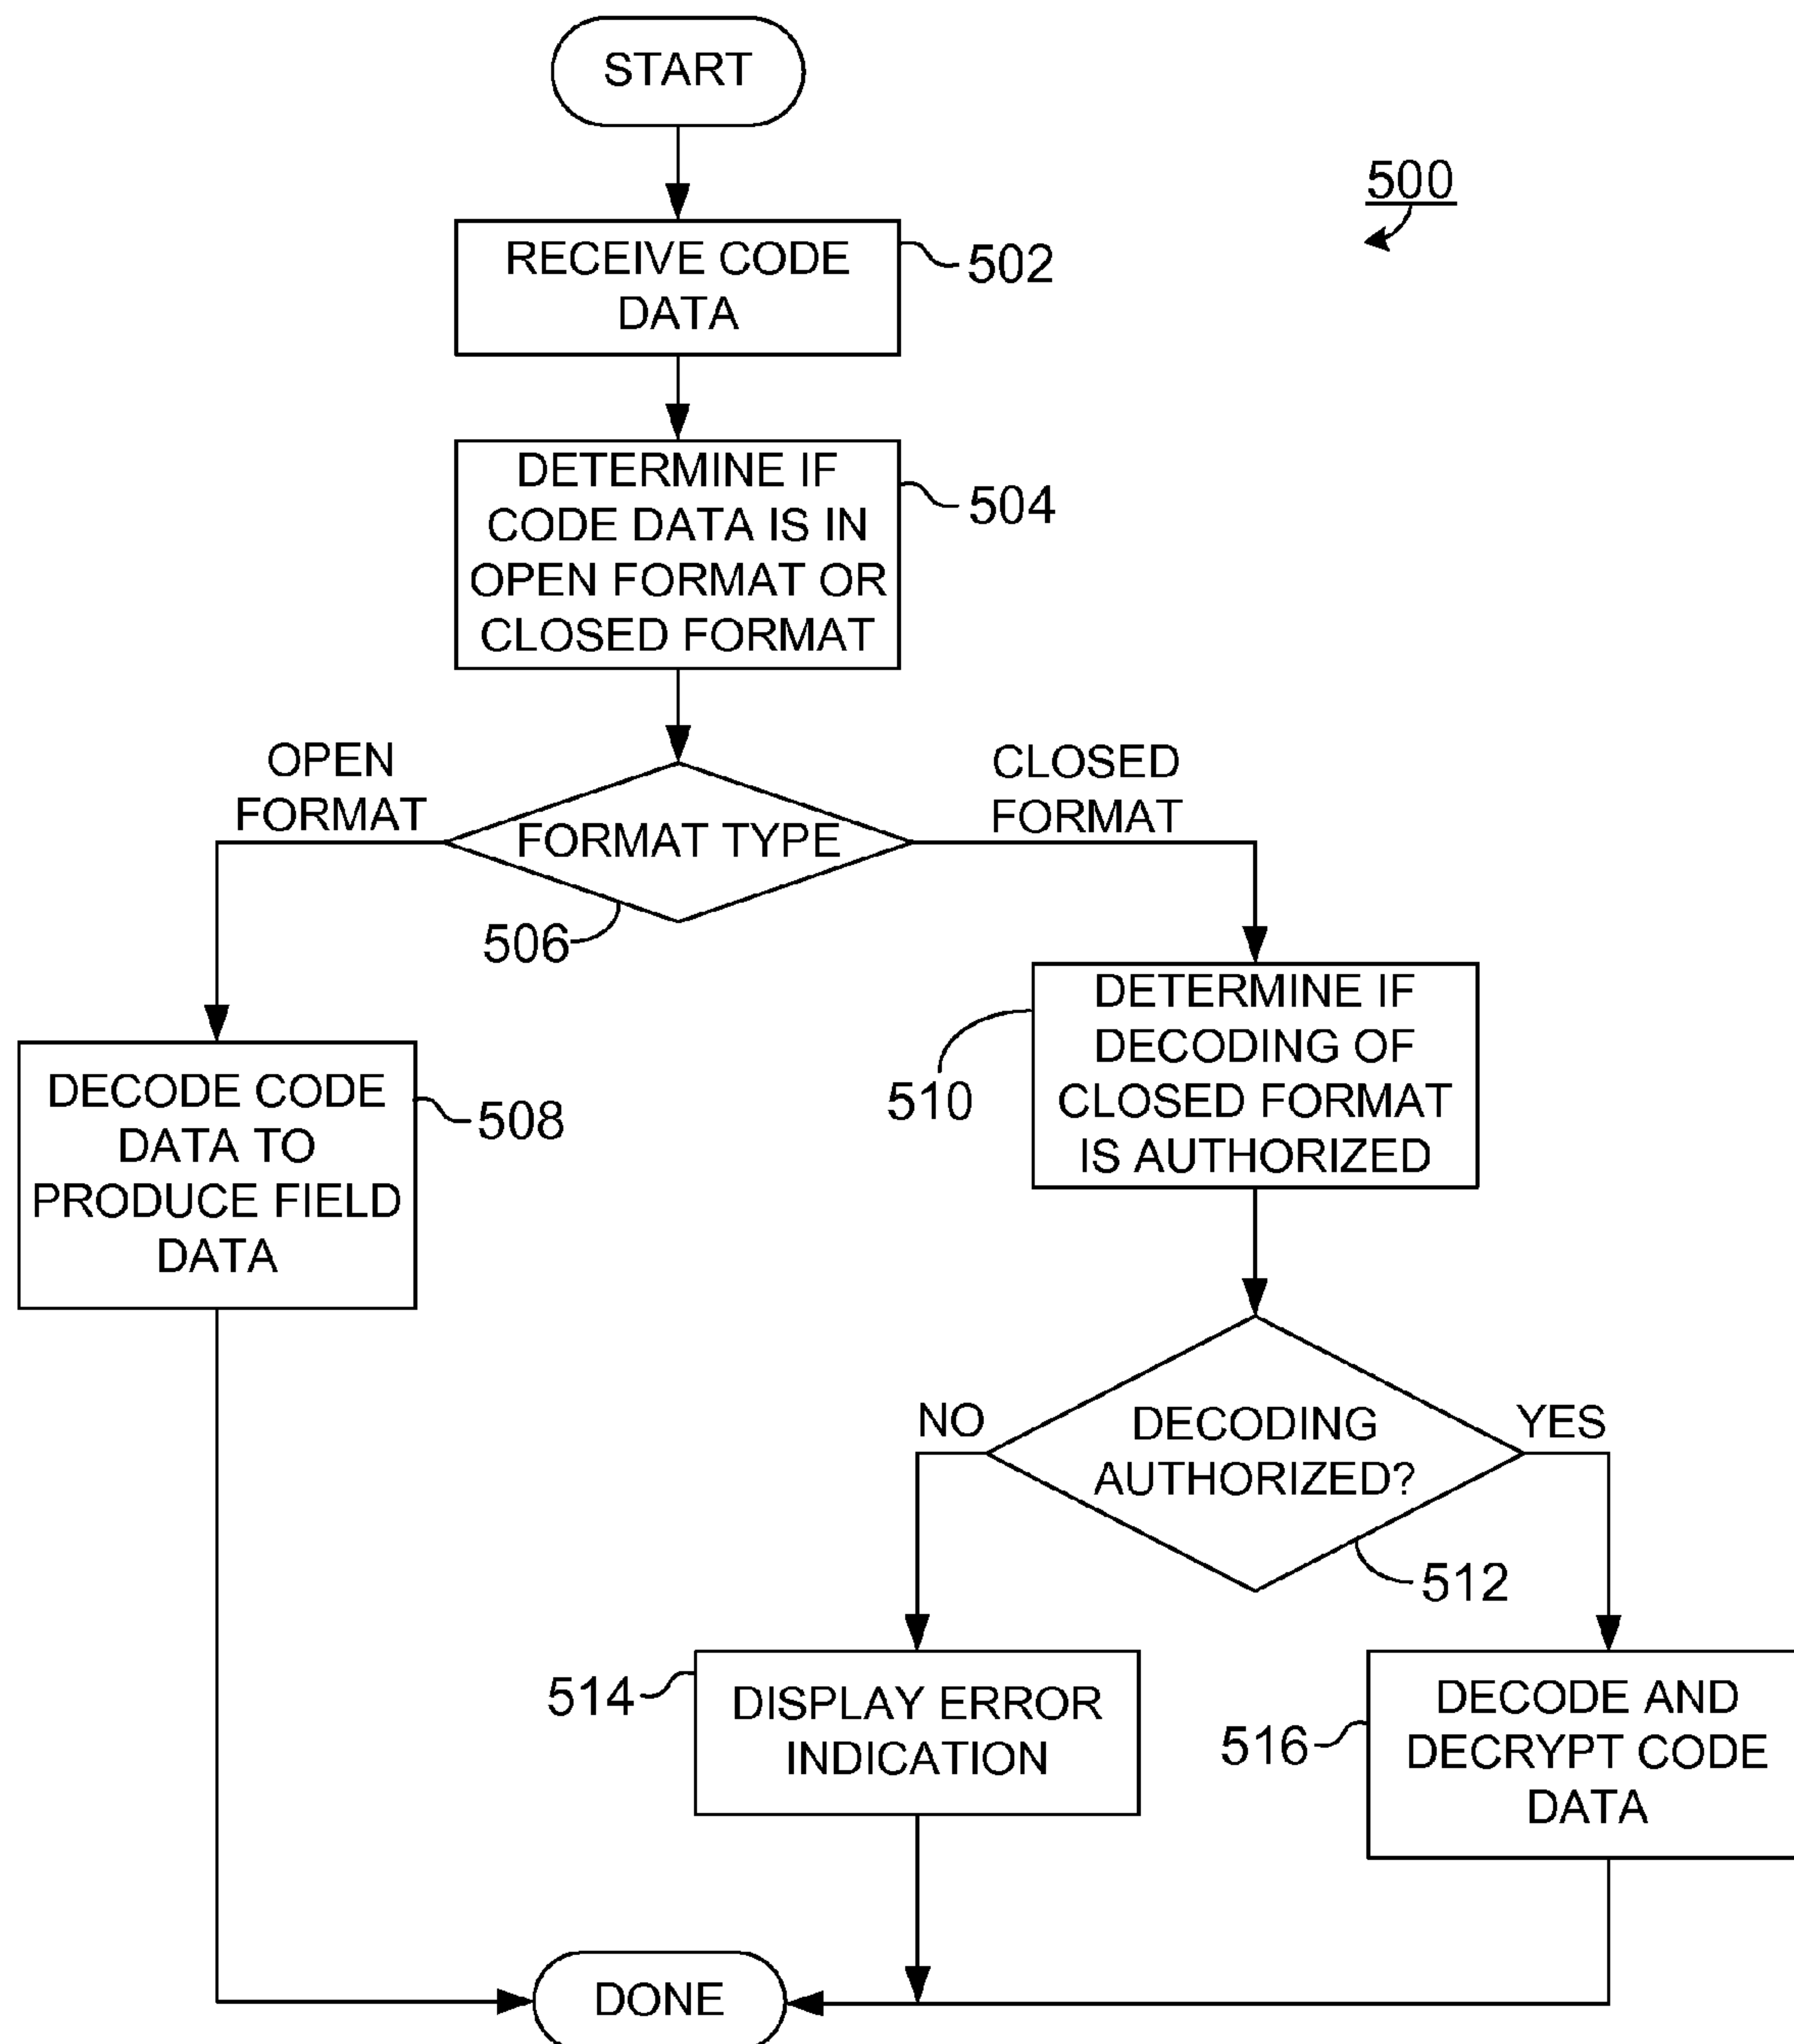 START
500
RECEIVE CODE
DATA
502
DETERMINE IF
CODE DATA IS IN
OPEN FORMAT OR
CLOSED FORMAT
504
OPEN
FORMAT
CLOSED
FORMAT
FORMAT TYPE
506
DECODE CODE
DATA TO
PRODUCE FIELD
DATA
508
DETERMINE IF
DECODING OF
CLOSED FORMAT
IS AUTHORIZED
510
NO
DECODING
AUTHORIZED?
YES
512
514
DISPLAY ERROR
INDICATION
516
DECODE AND
DECRYPT CODE
DATA
DONE